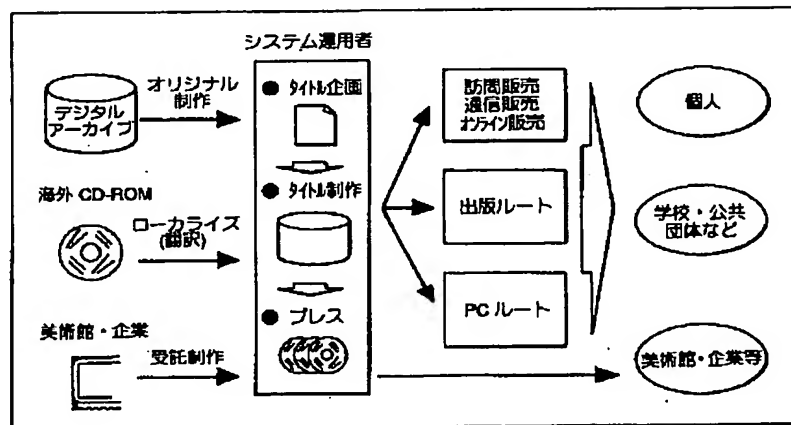 システム運用者
デジタル
アーカイブ
オリジナル
制作
● タイトル企画
海外 CD-ROM
ローカライズ
(翻訳)
● タイトル制作
美術館・企業
受託制作
● プレス
訪問販売
通信販売
オンライン販売
出版ルート
PC ルート
個人
学校・公共
団体など
美術館・企業等